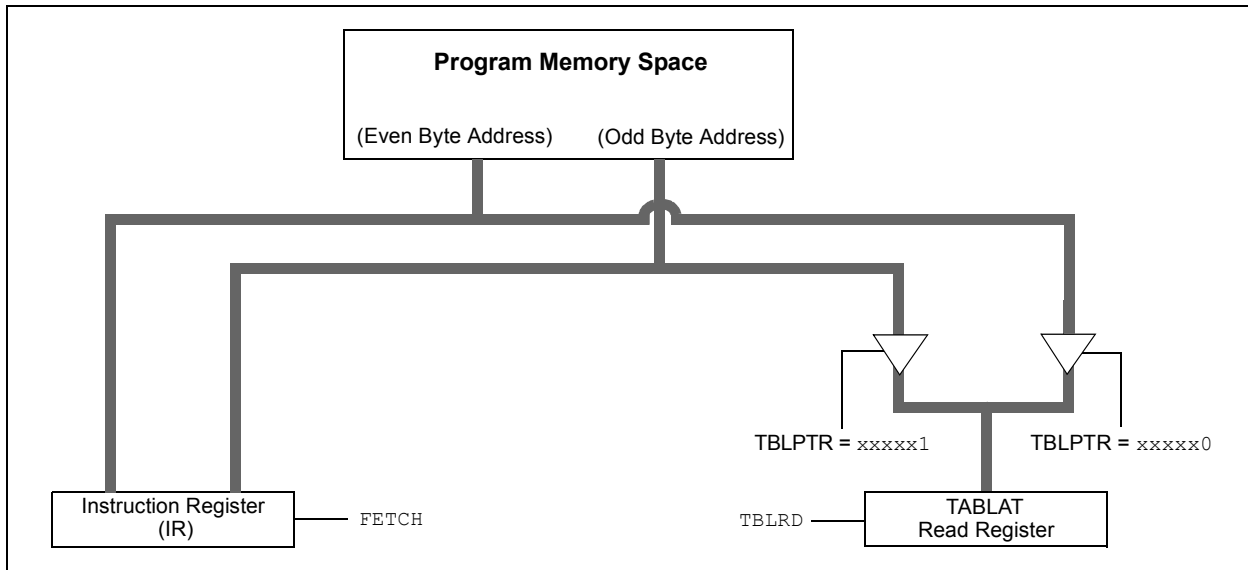 Program Memory Space
(Even Byte Address) (Odd Byte Address)
TBLPTR = xxxxx1 TBLPTR = xxxxx0
Instruction Register
(IR)
FETCH
TBLRD
TABLAT
Read Register